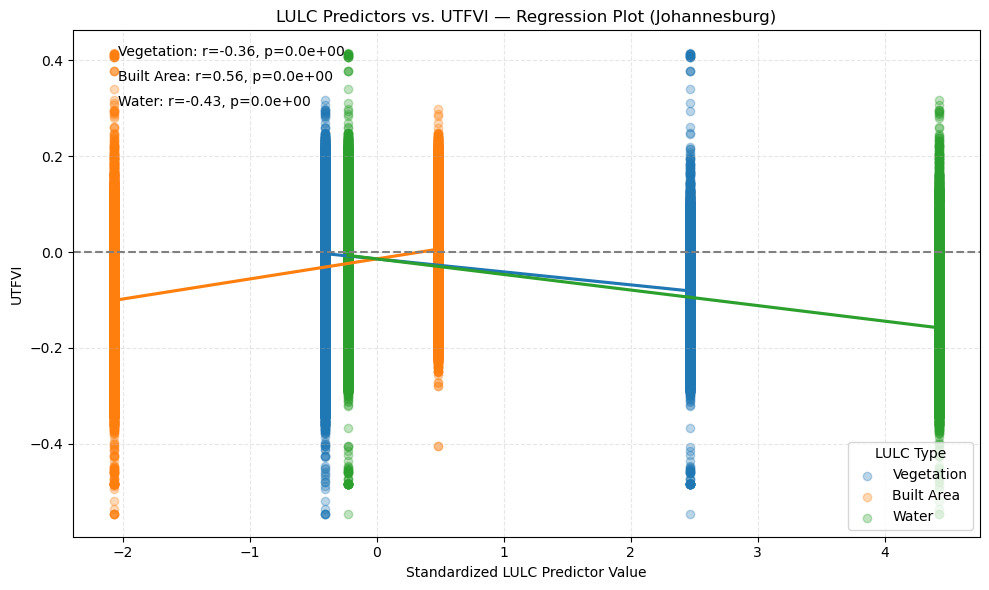 LULC Predictors vs. UTFVI — Regression Plot (Johannesburg)
Vegetation: r=-0.36, p=0.0e+00
Built Area: r=0.56, p=0.0e+00
Water: r=-0.43, p=0.0e+00
0.4
0.2
0.0
−0.2
−0.4
UTFVI
LULC Type
Vegetation
Built Area
Water
−2
−1
0
1
2
3
4
Standardized LULC Predictor Value